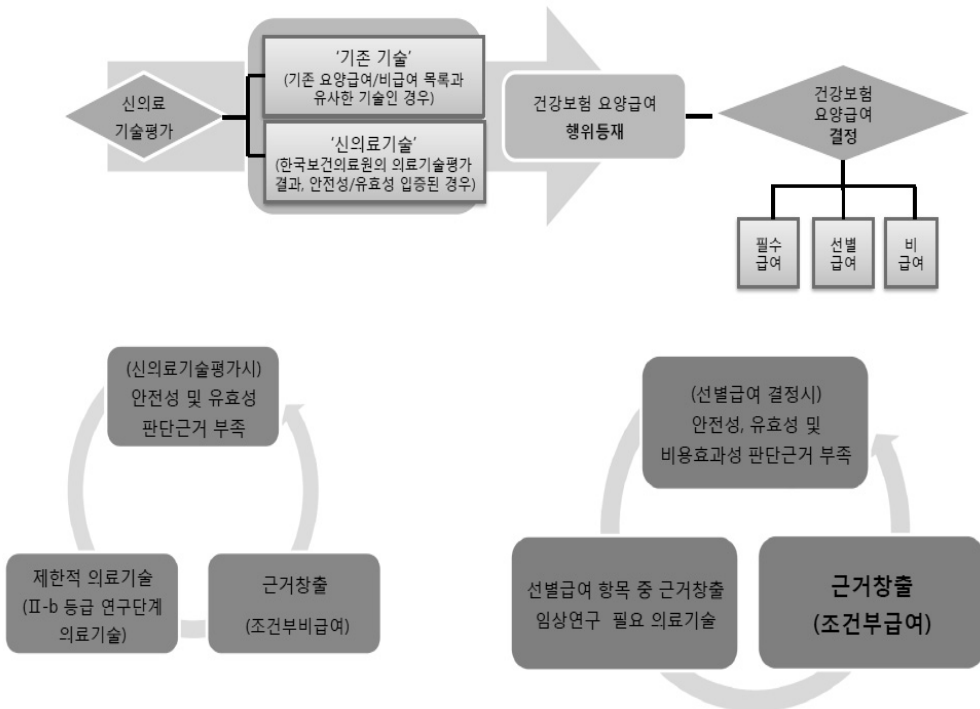 신의료
기술평가
'기존 기술'
(기존 요양급여/비급여 목록과
유사한 기술인 경우)
'신의료기술'
(한국보건의료원의 의료기술평가
결과, 안전성/유효성 입증된 경우)
건강보험 요양급여
행위등재
건강보험
요양급여
결정
필수
급여
선별
급여
비
급여
(신의료기술평가시)
안전성 및 유효성
판단근거 부족
제한적 의료기술
(II-b 등급 연구단계
의료기술)
근거창출
(조건부비급여)
(선별급여 결정시)
안전성, 유효성 및
비용효과성 판단근거 부족
선별급여 항목 중 근거창출
임상연구 필요 의료기술
근거창출
(조건부급여)